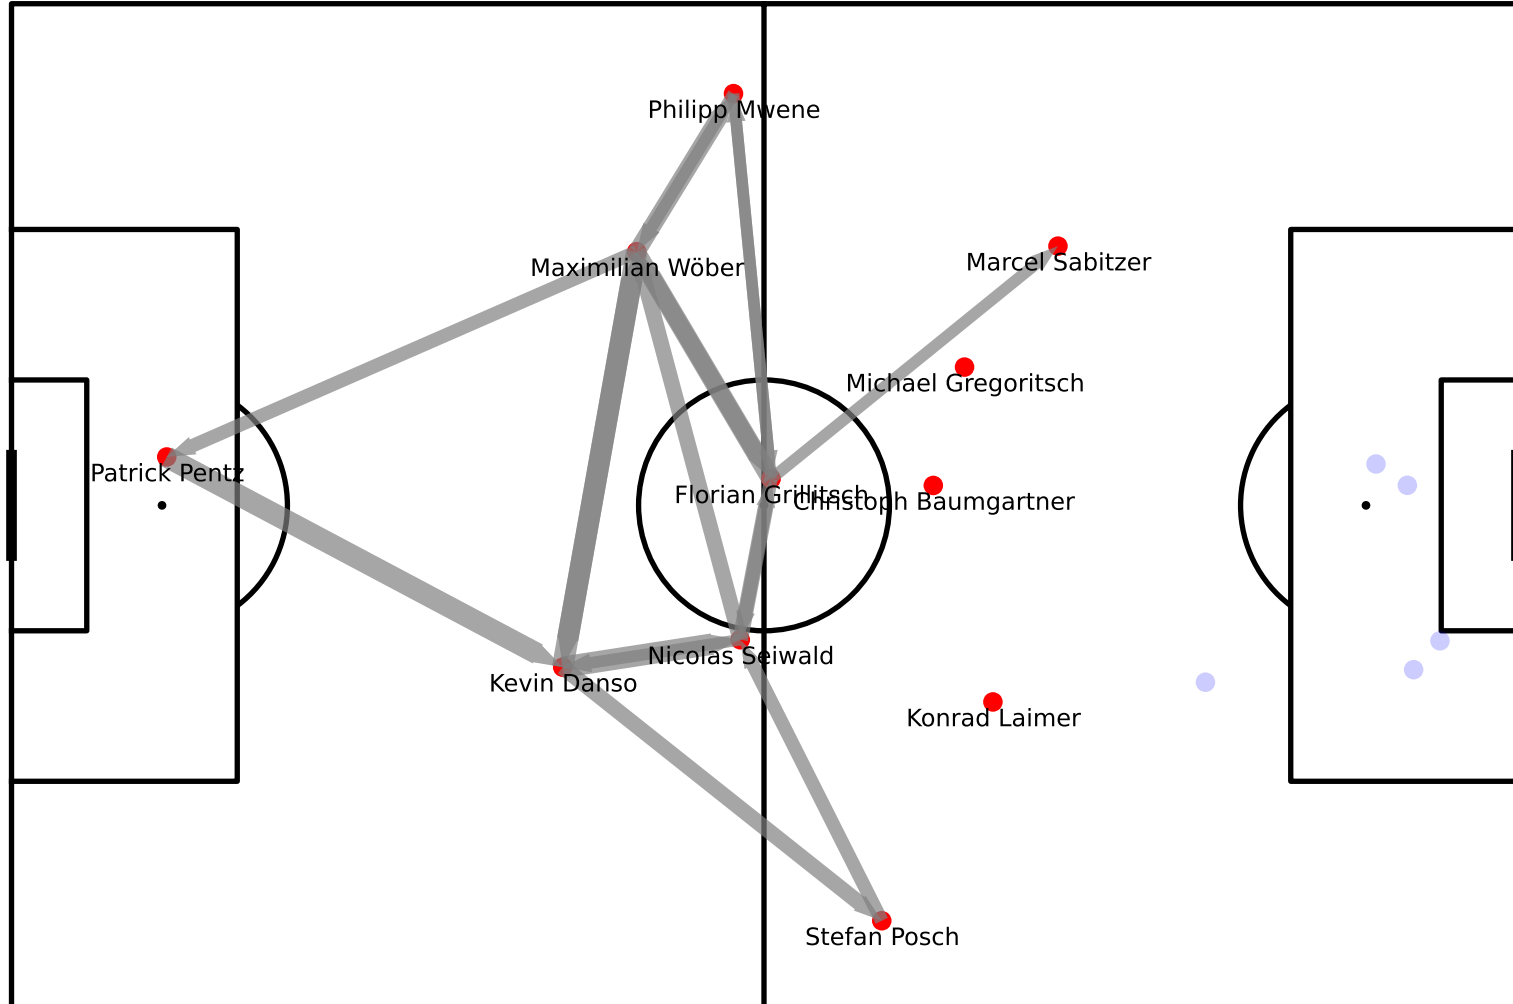 Philipp Mwene
Maximilian Wöber
Marcel Sabitzer
Michael Gregoritsch
Patrick Pentz
Florian Grillitsch
Christoph Baumgartner
Nicolas Seiwald
Kevin Danso
Konrad Laimer
Stefan Posch